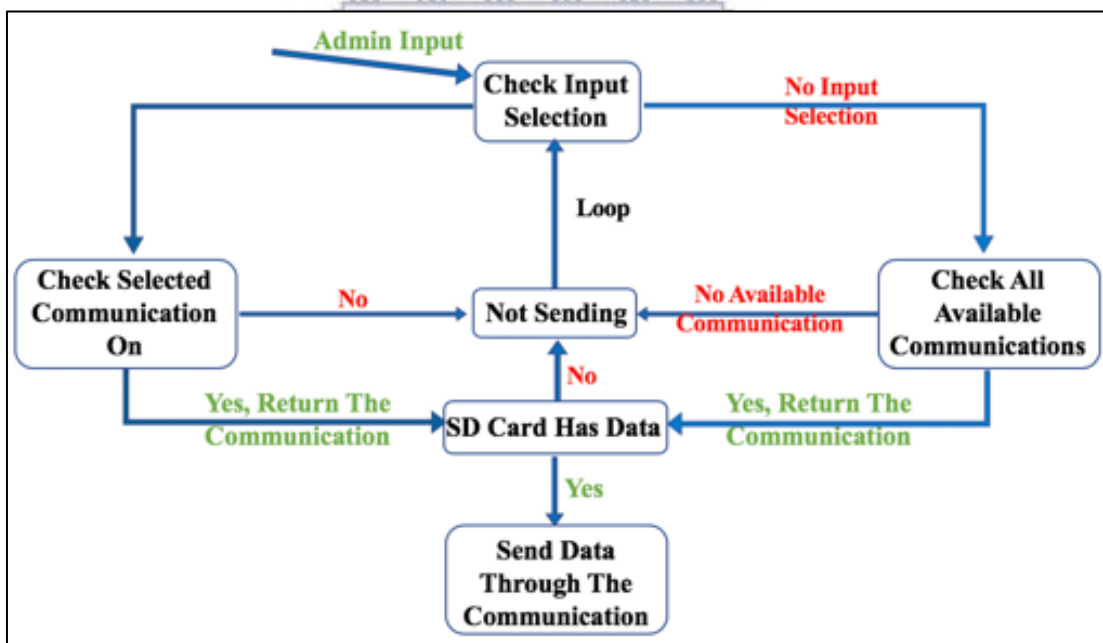 Admin Input
Check Input
Selection
No Input
Selection
Loop
Check Selected
Communication
On
No
Not Sending
No Available
Communication
Check All
Available
Communications
No
Yes, Return The
Communication
SD Card Has Data
Yes, Return The
Communication
Yes
Send Data
Through The
Communication